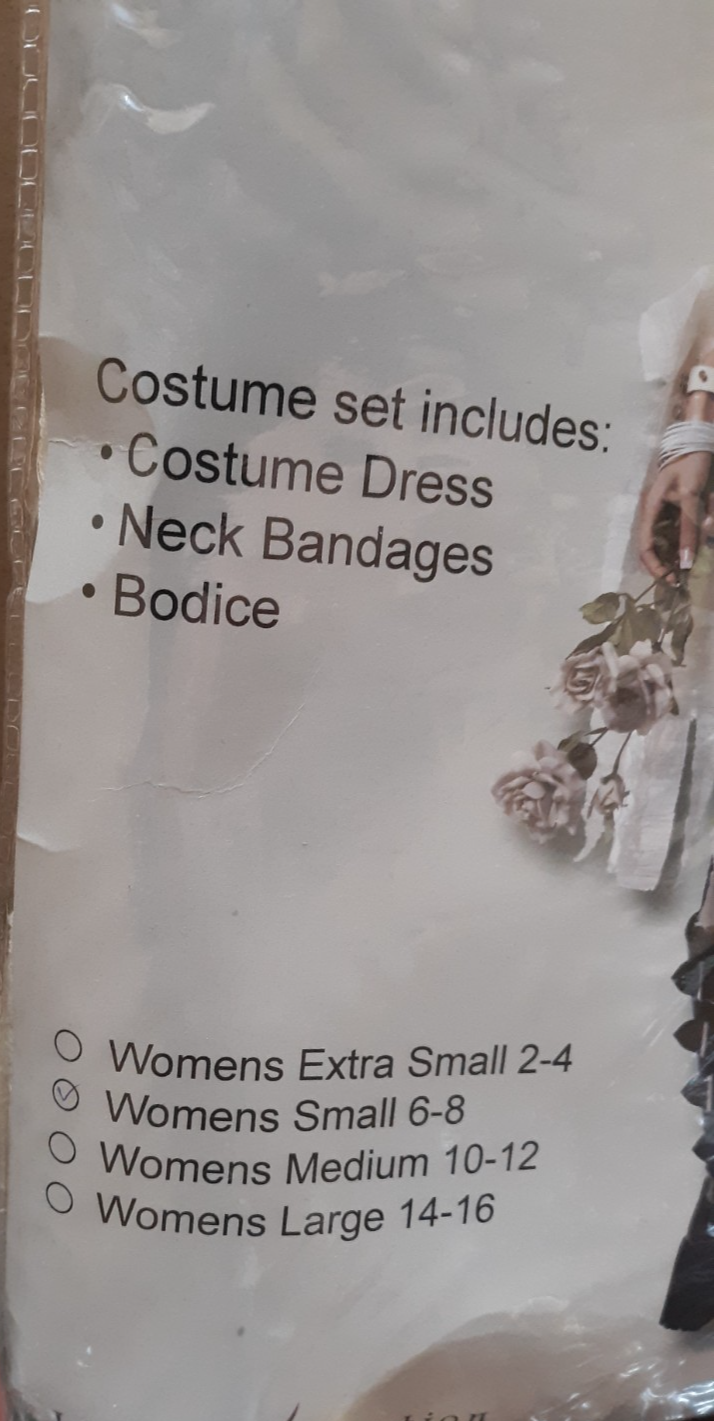 Costume set includes:
• Costume Dress
• Neck Bandages
• Bodice
Womens Extra Small 2-4
Womens Small 6-8
Womens Medium 10-12
Womens Large 14-16